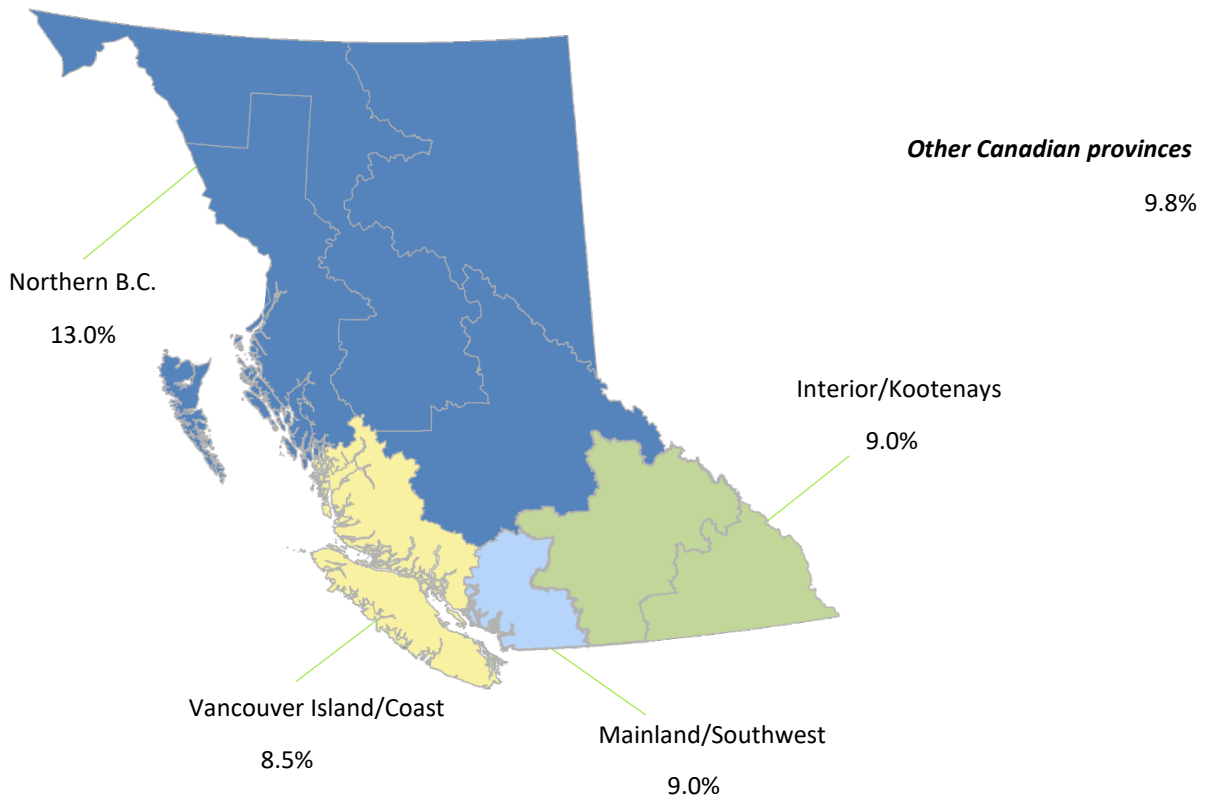 Other Canadian provinces
9.8%
Northern B.C.
13.0%
Interior/Kootenays
9.0%
Vancouver Island/Coast
8.5%
Mainland/Southwest
9.0%